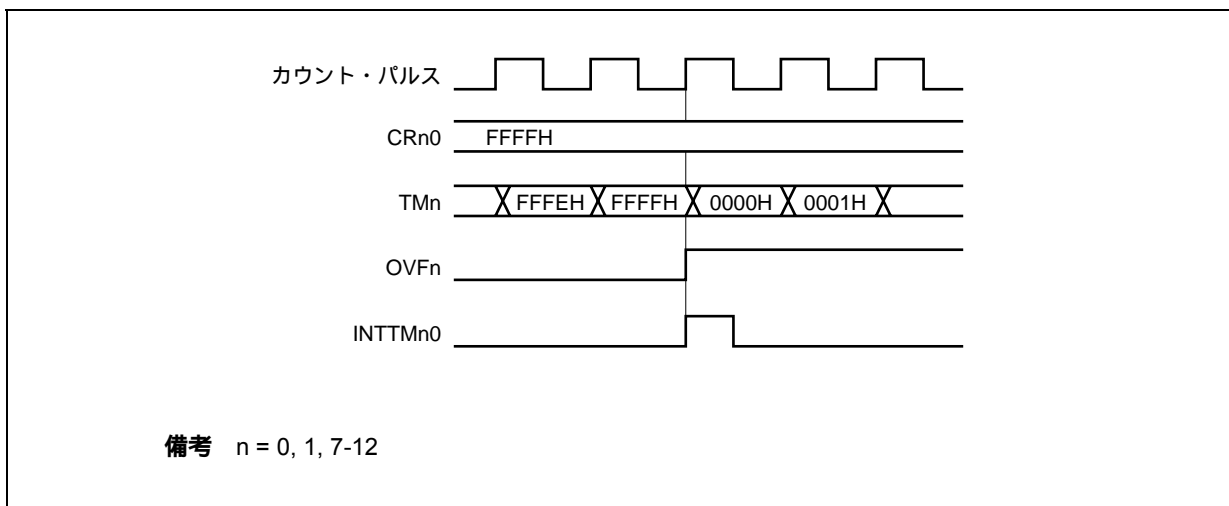 カウント・パルス
CRn0 FFFFH
TMn FFFEH FFFFH 0000H 0001H
OVFn
INTTMn0
備考 n = 0, 1, 7-12